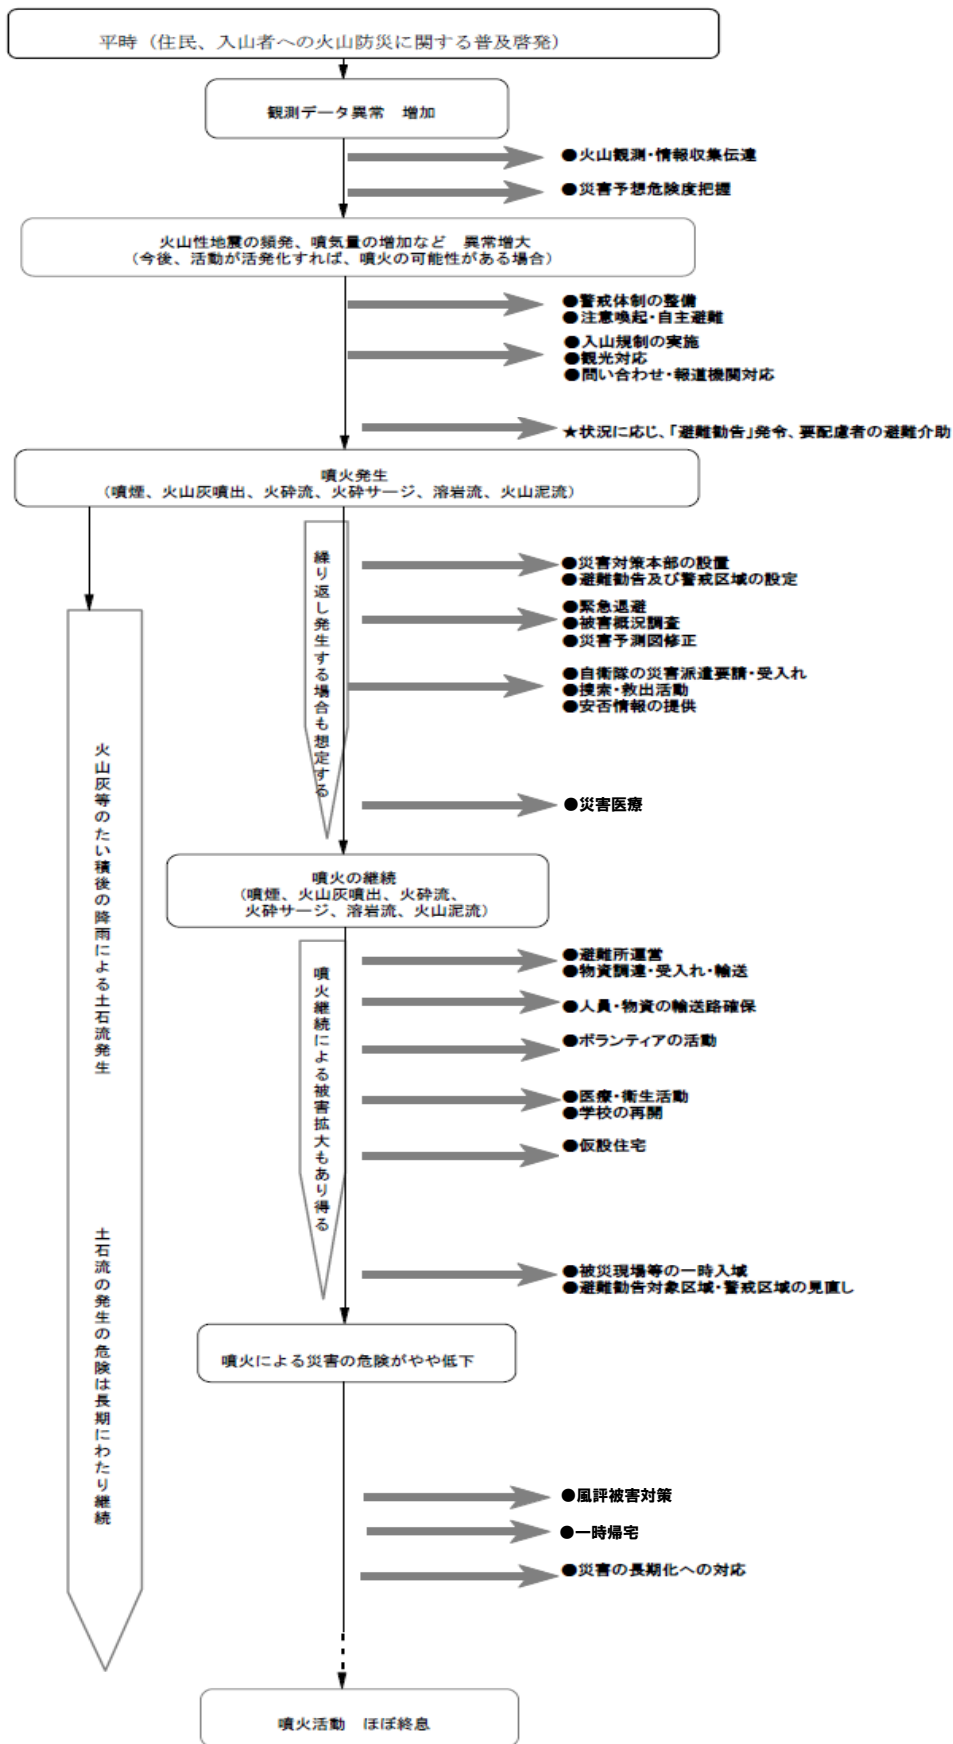 平時（住民、入山者への火山防災に関する普及啓発）
観測データ異常　増加
●火山観測・情報収集伝達
●災害予想危険度把握
火山性地震の頻発、噴気量の増加など　異常増大
（今後、活動が活発化すれば、噴火の可能性がある場合）
●警戒体制の整備
●注意喚起・自主避難
●入山規制の実施
●観光対応
●問い合わせ・報道機関対応
★状況に応じ、「避難勧告」発令、要配慮者の避難介助
噴火発生
（噴煙、火山灰噴出、火砕流、火砕サージ、溶岩流、火山泥流）
繰り返し発生する場合も想定する
●災害対策本部の設置
●避難勧告及び警戒区域の設定
●緊急退避
●被害概況調査
●災害予測図修正
●自衛隊の災害派遣要請・受入れ
●捜索・救出活動
●安否情報の提供
●災害医療
火山灰等のたい積後の降雨による土石流発生
土石流の発生の危険は長期にわたり継続
噴火の継続
（噴煙、火山灰噴出、火砕流、
火砕サージ、溶岩流、火山泥流）
噴火継続による被害拡大もあり得る
●避難所運営
●物資調達・受入れ・輸送
●人員・物資の輸送路確保
●ボランティアの活動
●医療・衛生活動
●学校の再開
●仮設住宅
●被災現場等の一時入域
●避難勧告対象区域・警戒区域の見直し
噴火による災害の危険がやや低下
●風評被害対策
●一時帰宅
●災害の長期化への対応
噴火活動　ほぼ終息